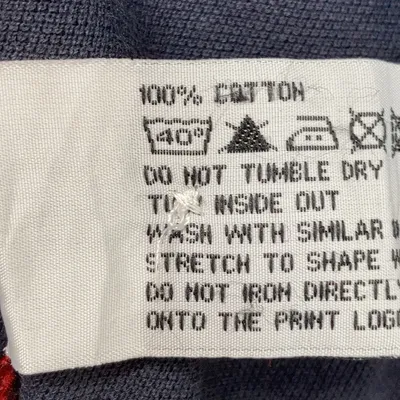 100% COTTON
40°
DO NOT TUMBLE DRY
INSIDE OUT
WASH WITH SIMILAR
STRETCH TO SHAPE
DO NOT IRON DIRECTLY
ONTO THE PRINT LOGO